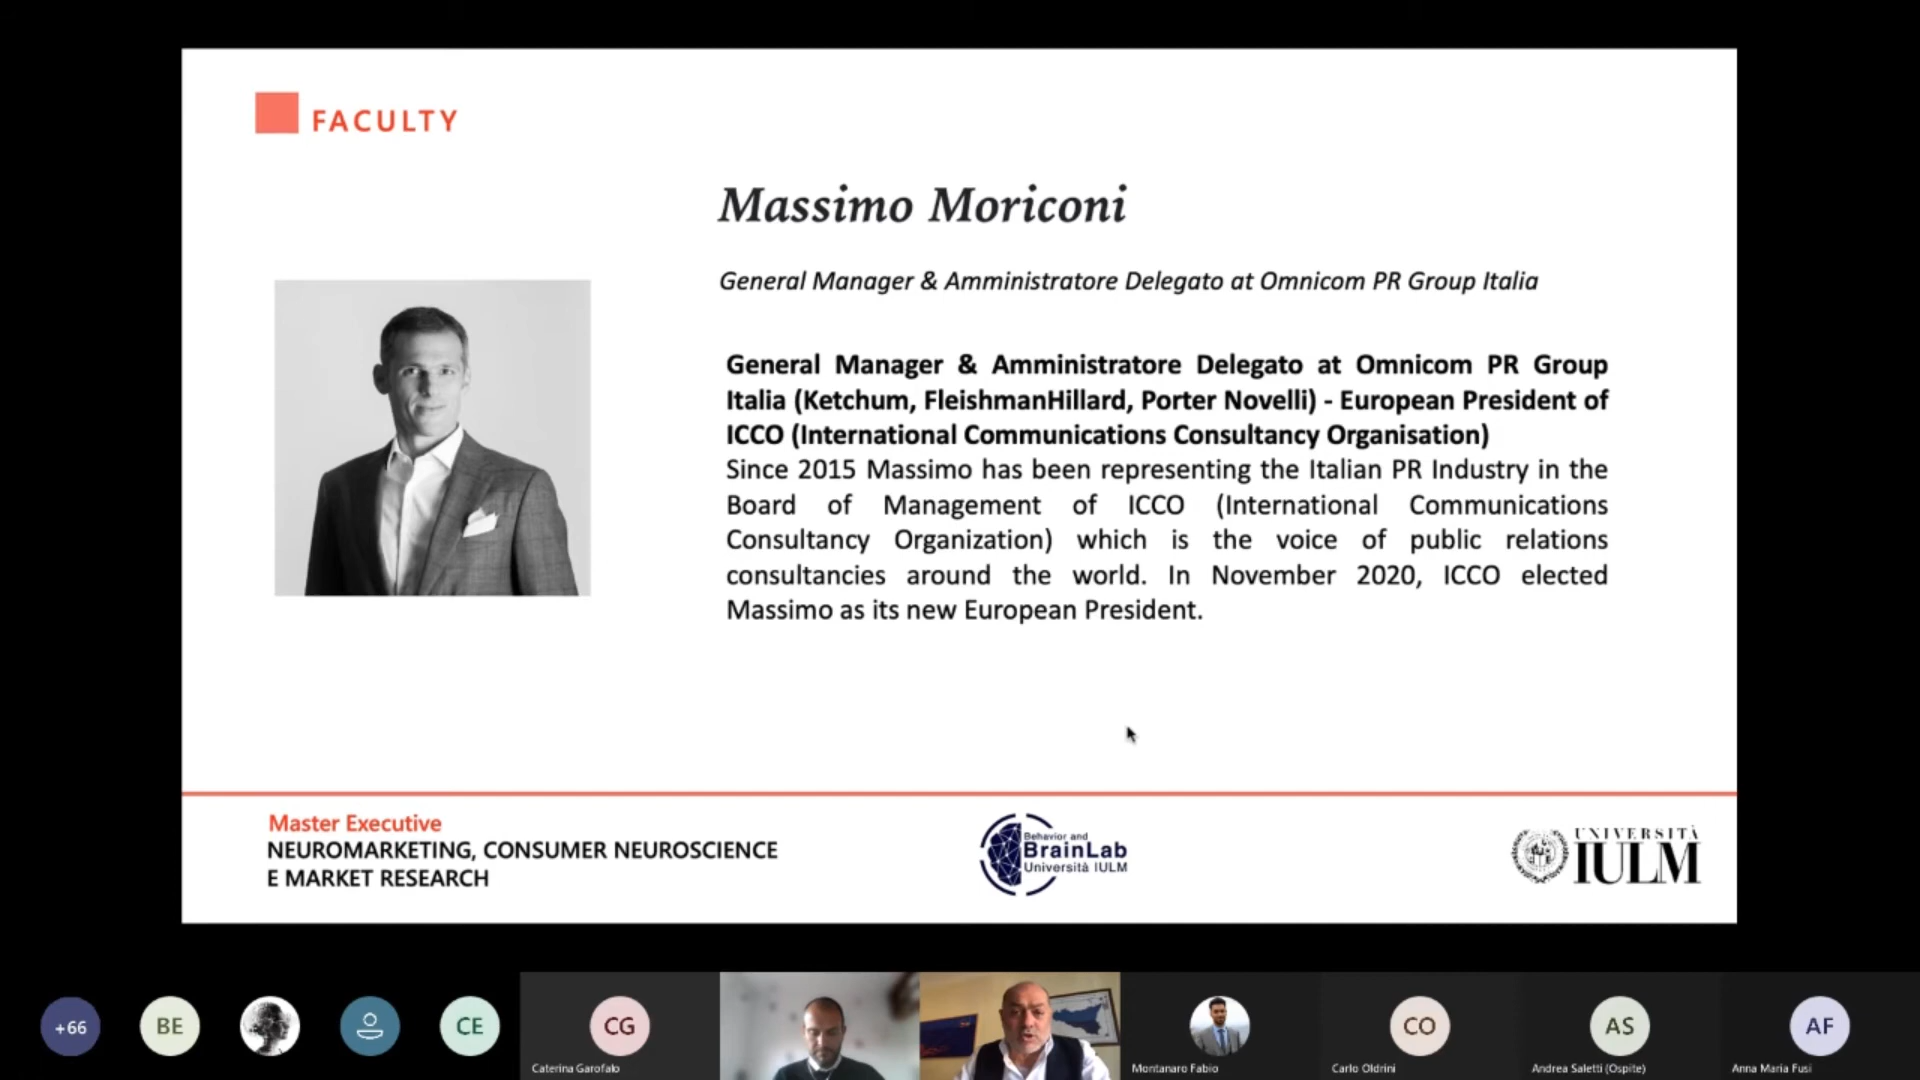 FACULTY
Massimo Moriconi
General Manager & Amministratore Delegato at Omnicom PR Group Italia
General Manager & Amministratore Delegato at Omnicom PR Group
Italia (Ketchum, FleishmanHillard, Porter Novelli) - European President of
ICCO (International Communications Consultancy Organisation)
Since 2015 Massimo has been representing the Italian PR Industry in the
Board of Management of ICCO (International Communications
Consultancy Organization) which is the voice of public relations
consultancies around the world. In November 2020, ICCO elected
Massimo as its new European President.
Master Executive
NEUROMARKETING, CONSUMER NEUROSCIENCE
E MARKET RESEARCH
Behavior and
BrainLab
Università IULM
UNIVERSITÀ
IULM
+66
BE
CE
CG
CO
AS
AF
Caterina Garofalo
Montanaro Fabio
Carlo Oldrini
Andrea Saletti (Ospite)
Anna Maria Fusi